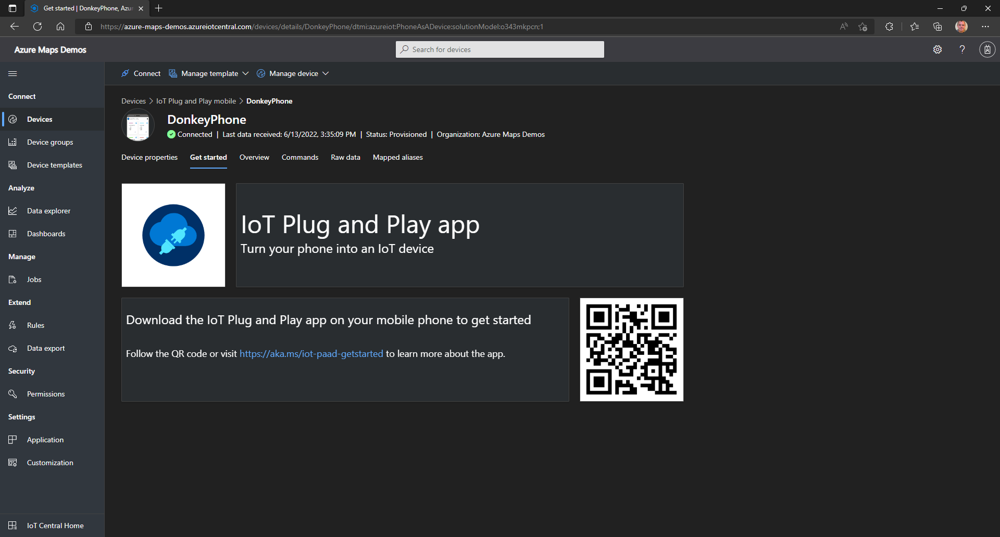 Get started | DonkeyPhone, Azur
https://azure-maps-demos.azureiotcentral.com/devices/details/DonkeyPhone/dtmi:azureiot:PhoneAsADevice:solutionModel:o343mkpcn;1
Azure Maps Demos
Search for devices
Connect
Manage template
Manage device
Connect
Devices
Device groups
Device templates
Analyze
Data explorer
Dashboards
Manage
Jobs
Extend
Rules
Data export
Security
Permissions
Settings
Application
Customization
IoT Central Home
Devices > IoT Plug and Play mobile > DonkeyPhone
DonkeyPhone
Connected | Last data received: 6/13/2022, 3:35:09 PM | Status: Provisioned | Organization: Azure Maps Demos
Device properties
Get started
Overview
Commands
Raw data
Mapped aliases
IoT Plug and Play app
Turn your phone into an IoT device
Download the IoT Plug and Play app on your mobile phone to get started
Follow the QR code or visit https://aka.ms/iot-paad-getstarted to learn more about the app.